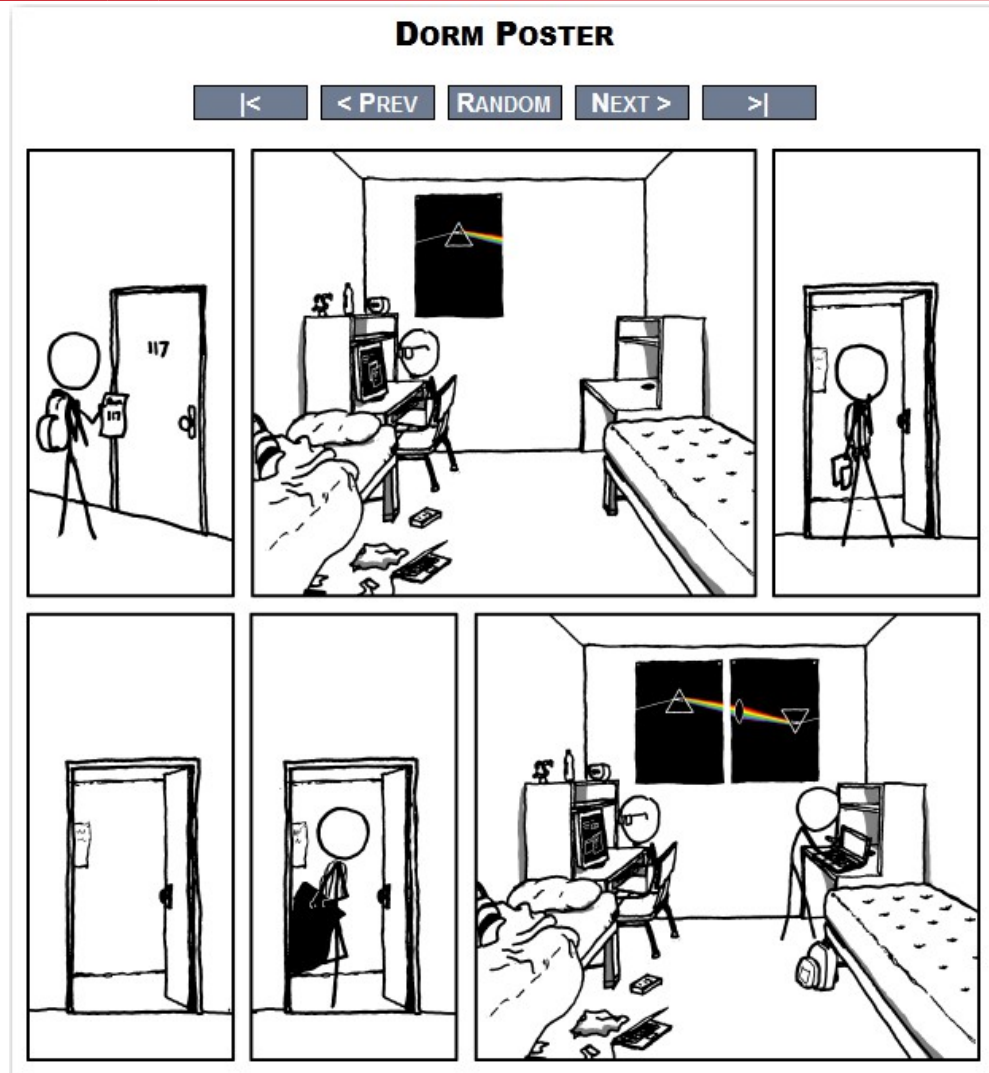 DORM POSTER
|<
< PREV
RANDOM
NEXT >
>|
117
117